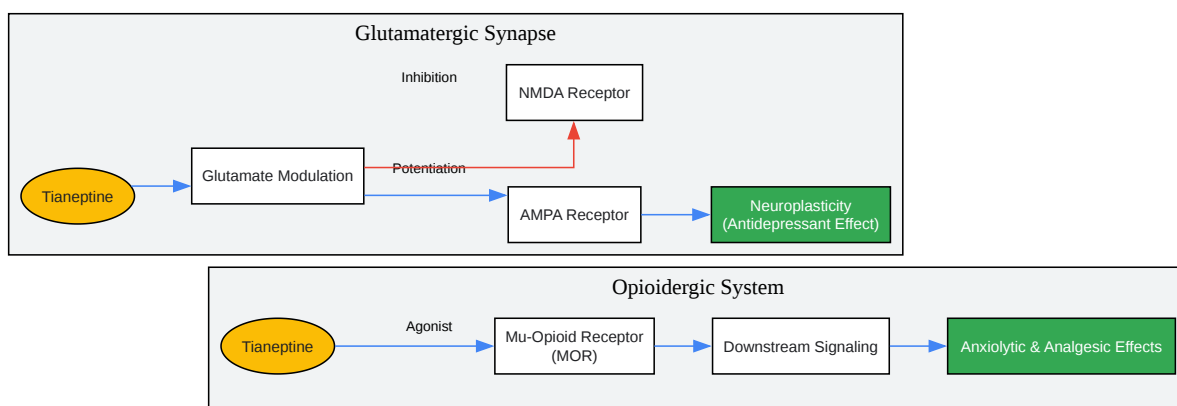 Glutamatergic Synapse
Inhibition
NMDA Receptor
Potentiation
Glutamate Modulation
Tianeptine
AMPA Receptor
Neuroplasticity
(Antidepressant Effect)
Opioidergic System
Agonist
Tianeptine
Mu-Opioid Receptor
(MOR)
Downstream Signaling
Anxiolytic & Analgesic Effects